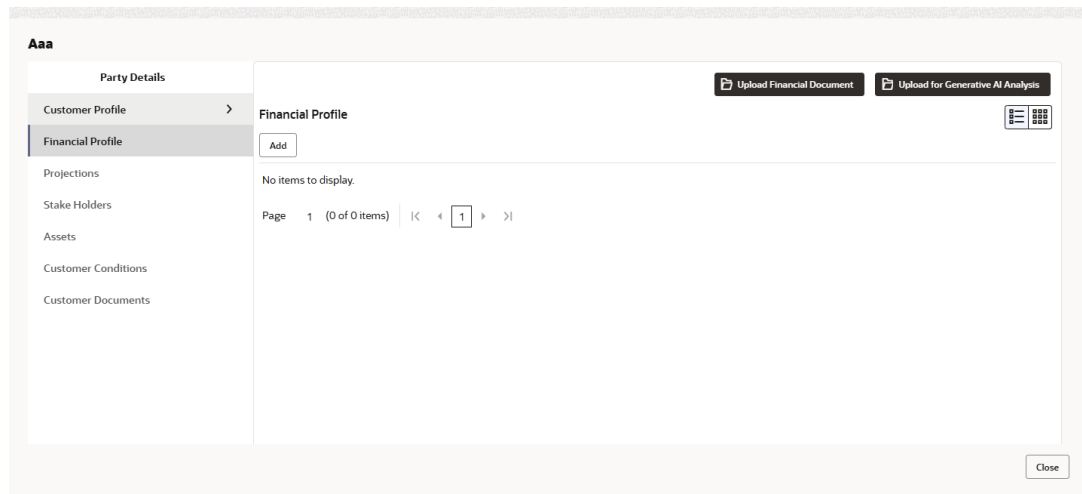 Aaa
Party Details
Customer Profile
Financial Profile
Projections
Stake Holders
Assets
Customer Conditions
Customer Documents
Upload Financial Document
Upload for Generative AI Analysis
Financial Profile
Add
No items to display.
Page 1 (0 of 0 items) 1
Close